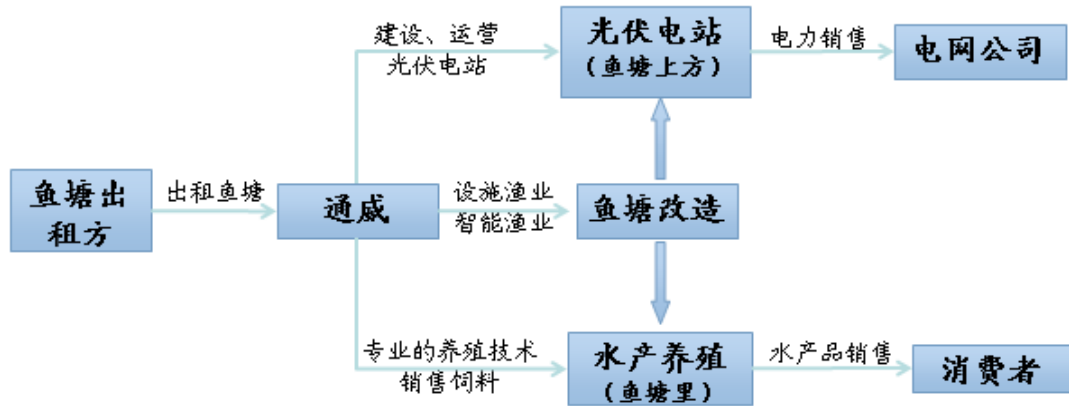 建设、运营
光伏电站
光伏电站
（鱼塘上方）
电力销售
电网公司
鱼塘出
租方
出租鱼塘
通威
设施渔业
智能渔业
鱼塘改造
专业的养殖技术
销售饲料
水产养殖
（鱼塘里）
水产品销售
消费者